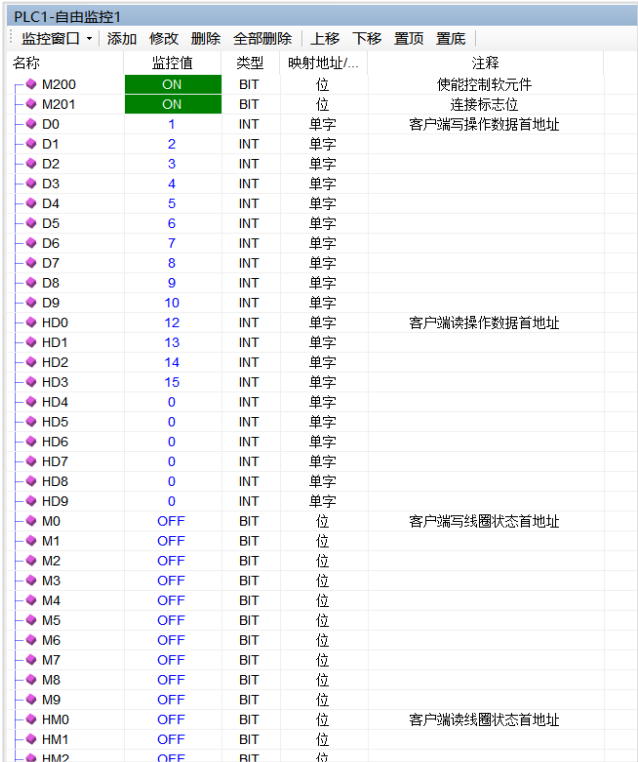 PLC1-自由监控1
监控窗口 添加 修改 删除 全部删除 上移 下移 置顶 置底
名称 监控值 类型 映射地址/... 注释
M200 ON BIT 位 使能控制软元件
M201 ON BIT 位 连接标志位
D0 1 INT 单字 客户端写操作数据首地址
D1 2 INT 单字
D2 3 INT 单字
D3 4 INT 单字
D4 5 INT 单字
D5 6 INT 单字
D6 7 INT 单字
D7 8 INT 单字
D8 9 INT 单字
D9 10 INT 单字
HD0 12 INT 单字 客户端读操作数据首地址
HD1 13 INT 单字
HD2 14 INT 单字
HD3 15 INT 单字
HD4 0 INT 单字
HD5 0 INT 单字
HD6 0 INT 单字
HD7 0 INT 单字
HD8 0 INT 单字
HD9 0 INT 单字
M0 OFF BIT 位 客户端写线圈状态首地址
M1 OFF BIT 位
M2 OFF BIT 位
M3 OFF BIT 位
M4 OFF BIT 位
M5 OFF BIT 位
M6 OFF BIT 位
M7 OFF BIT 位
M8 OFF BIT 位
M9 OFF BIT 位
HM0 OFF BIT 位 客户端读线圈状态首地址
HM1 OFF BIT 位
HM2 OFF BIT 位